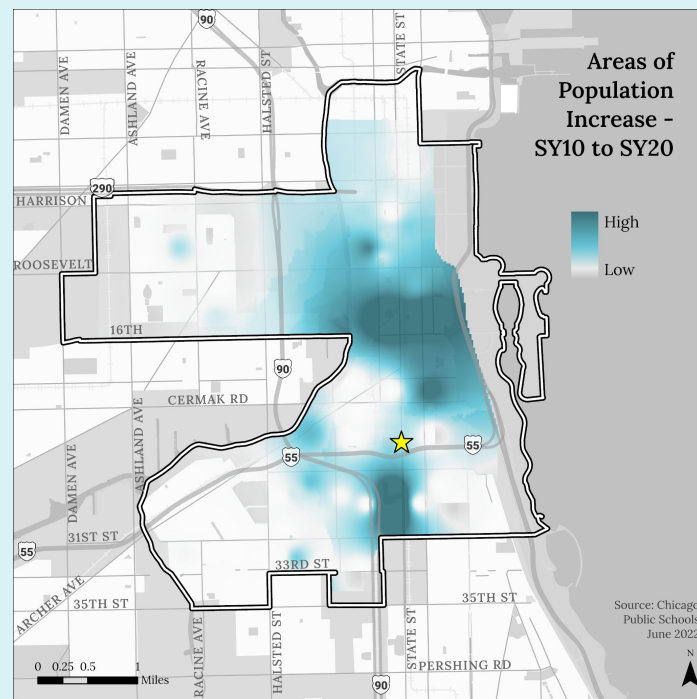 Areas of
Population
Increase -
SY10 to SY20
High
Low
90
STATE ST
DAMEN AVE
ASHLAND AVE
RACINE AVE
HALSTED ST
290
HARRISON
ROOSEVELT
16TH
90
CERMAK RD
ASHLAND AVE
DAMEN AVE
55
55
31ST ST
55
33RD ST
ARCHER AVE
35TH ST
35TH ST
RACINE AVE
HALSTED ST
STATE ST
PERSHING RD
90
0 0.25 0.5 1
Miles
Source: Chicago
Public Schools
June 2022
N